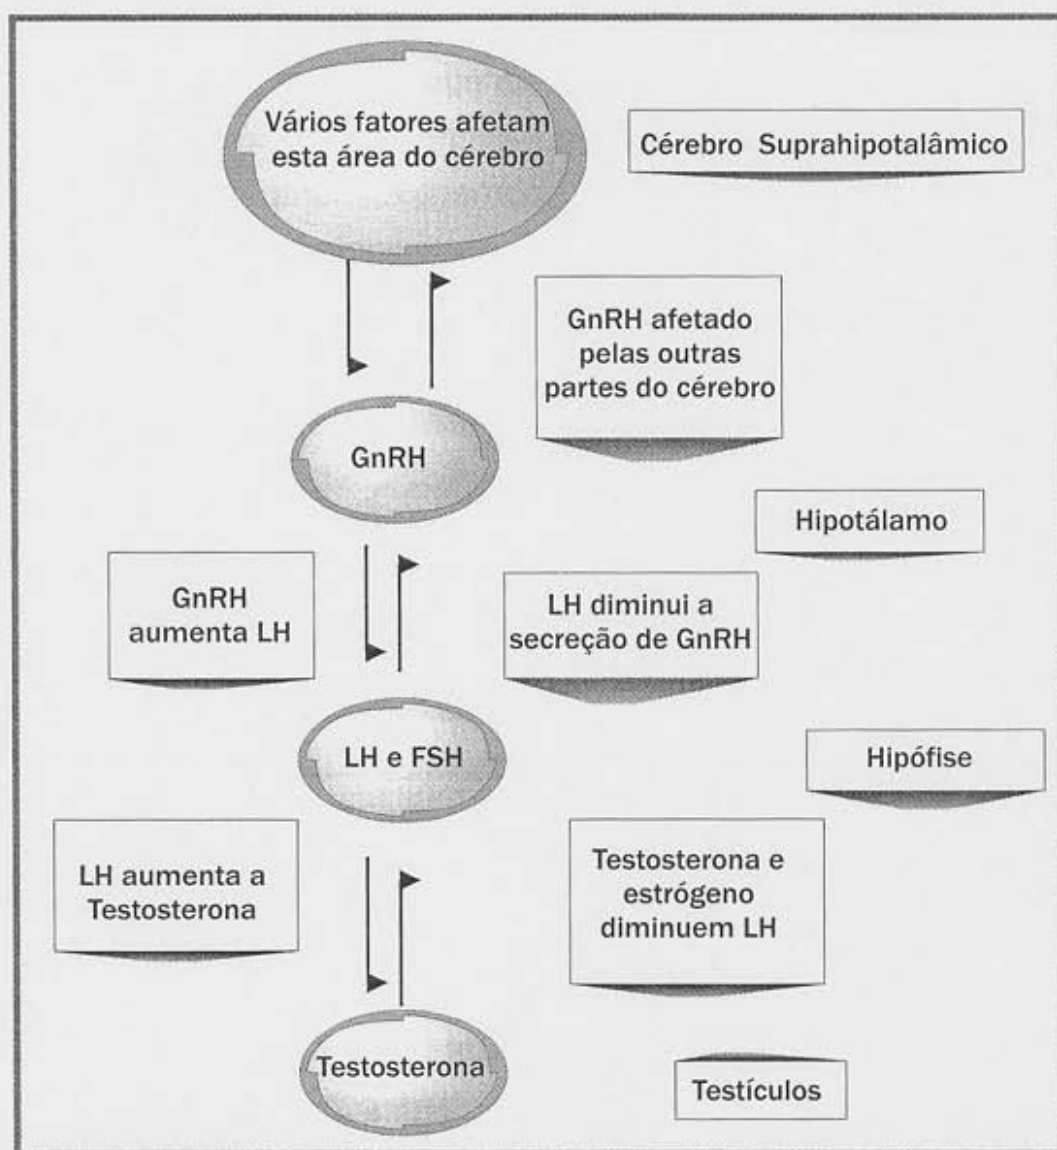 Vários fatores afetam
esta área do cérebro
Cérebro Suprahipotalâmico
GnRH afetado
pelas outras
partes do cérebro
GnRH
Hipotálamo
GnRH
aumenta LH
LH diminui a
secreção de GnRH
LH e FSH
Hipófise
LH aumenta a
Testosterona
Testosterona e
estrógeno
diminuem LH
Testosterona
Testículos